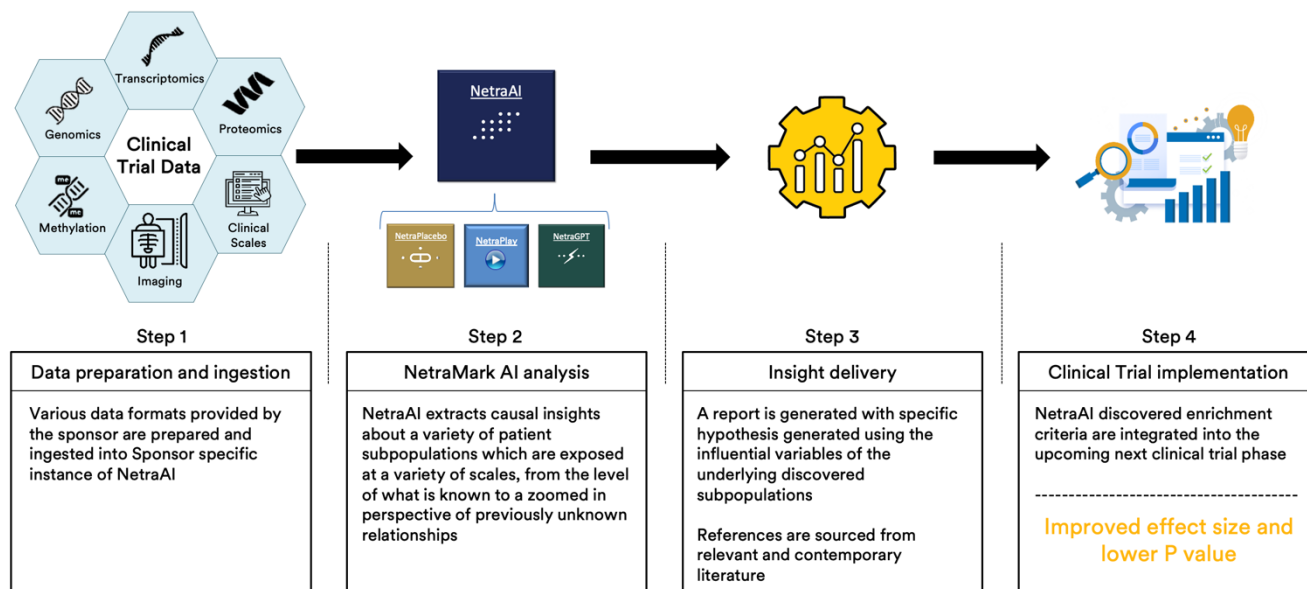 Transcriptomics
Genomics
Proteomics
Clinical
Trial Data
me
me
Methylation
Clinical
Scales
Imaging
NetraAI
NetraPlacebo
NetraPlay
NetraGPT
Step 1
Data preparation and ingestion
Various data formats provided by
the sponsor are prepared and
ingested into Sponsor specific
instance of NetraAI
Step 2
NetraMark AI analysis
NetraAI extracts causal insights
about a variety of patient
subpopulations which are exposed
at a variety of scales, from the level
of what is known to a zoomed in
perspective of previously unknown
relationships
Step 3
Insight delivery
A report is generated with specific
hypothesis generated using the
influential variables of the
underlying discovered
subpopulations
References are sourced from
relevant and contemporary
literature
Step 4
Clinical Trial implementation
NetraAI discovered enrichment
criteria are integrated into the
upcoming next clinical trial phase
Improved effect size and
lower P value